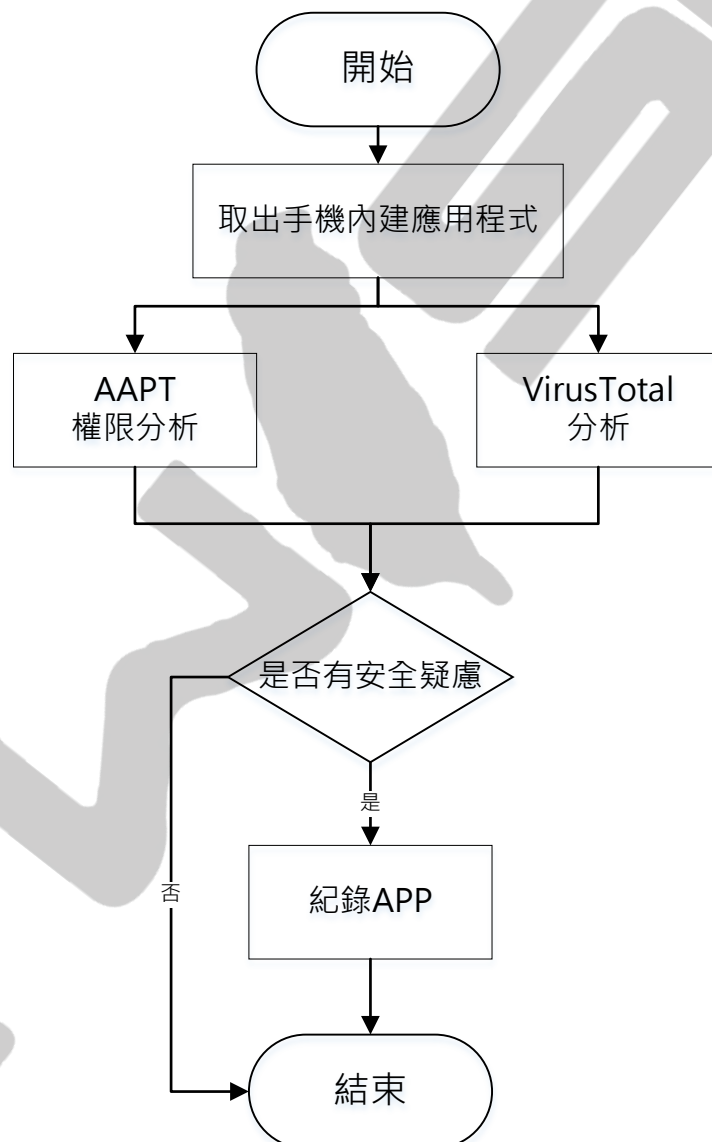 開始
取出手機內建應用程式
AAPT
權限分析
VirusTotal
分析
是否有安全疑慮
是
紀錄APP
否
結束